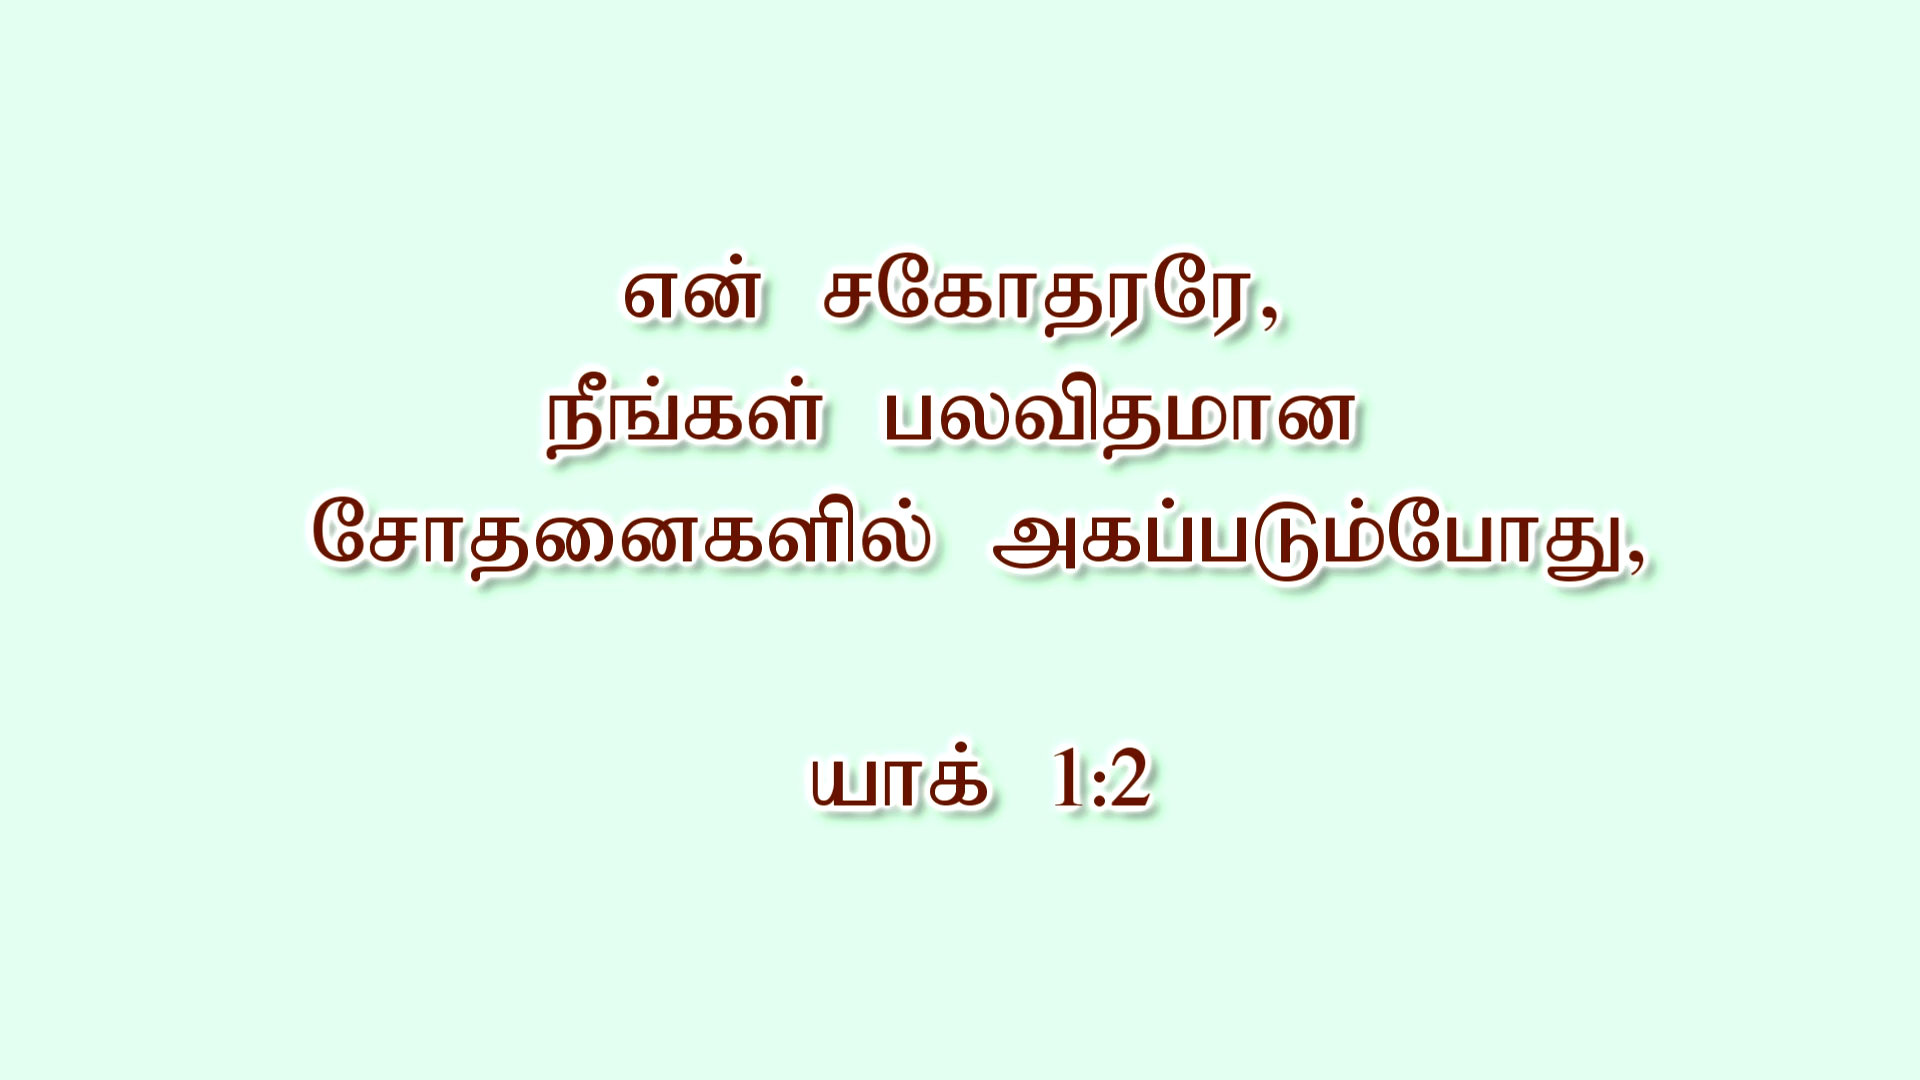 என் சகோதரரே,
நீங்கள் பலவிதமான
சோதனைகளில் அகப்படும்போது,
யாக் 1:2